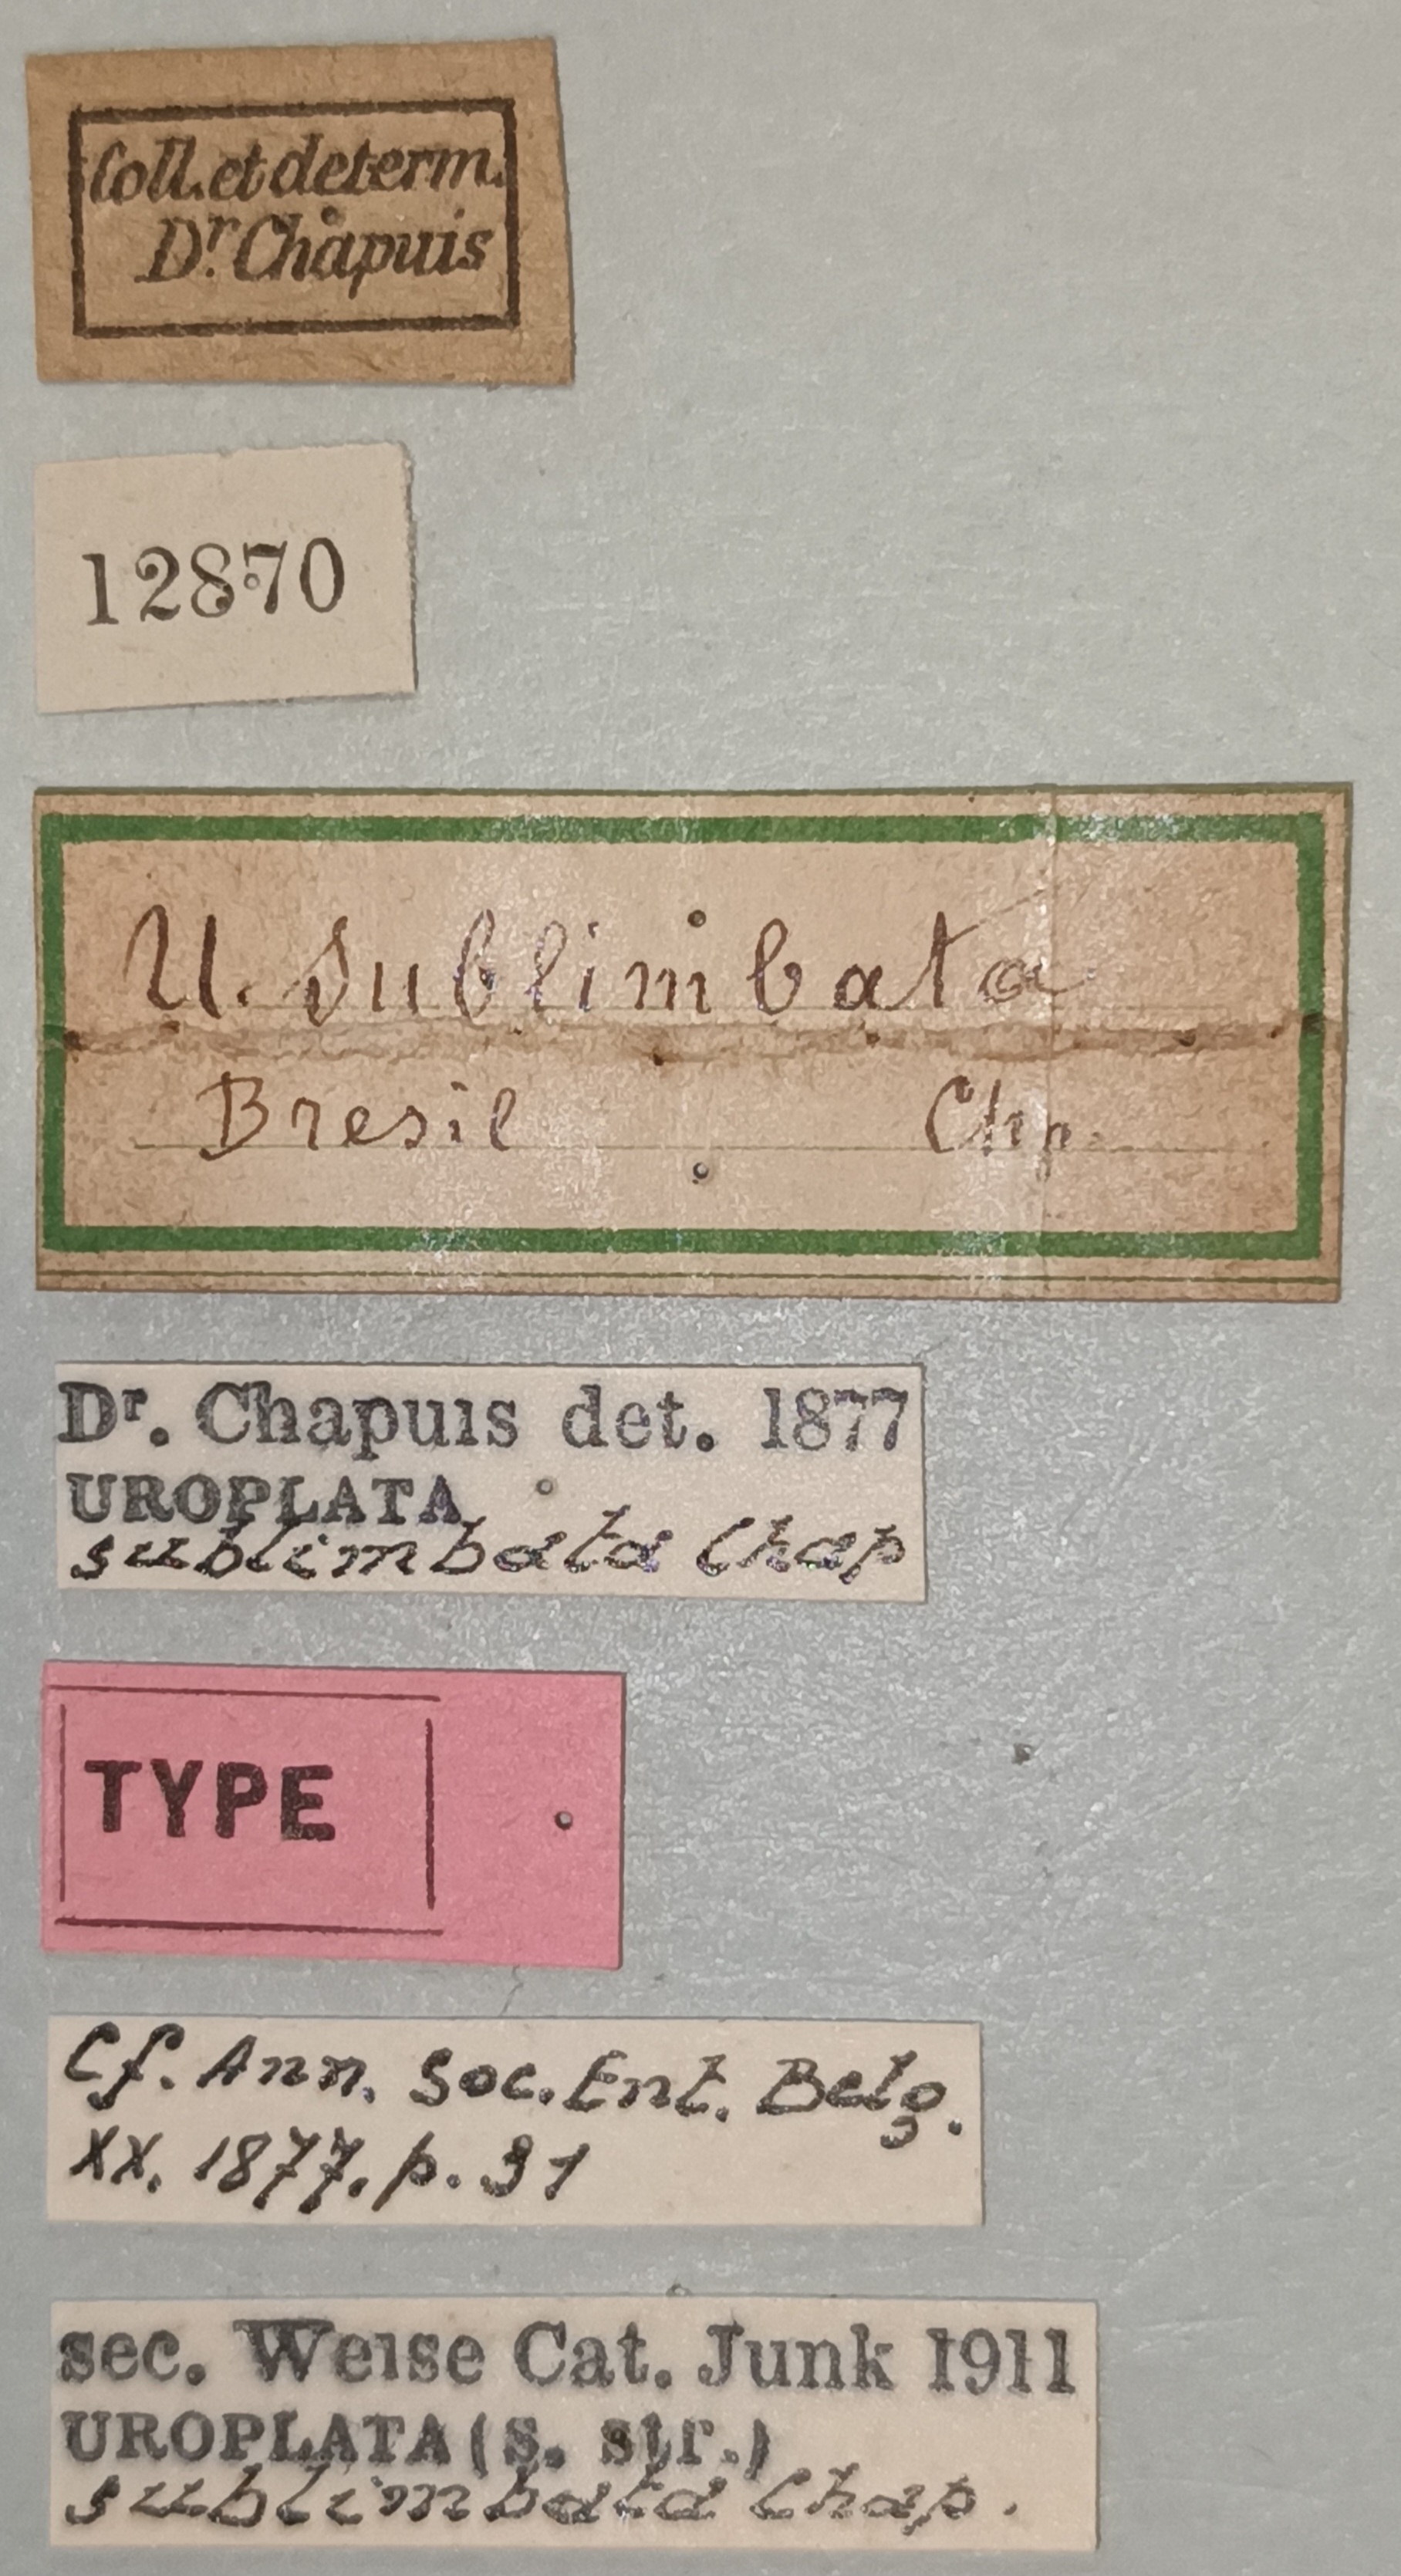 Coll. et determ.
Dr. Chapuis
12870
U. Sublimbata
Bresil Chp.
Dr. Chapuis det. 1877
UROPLATA
sublimbata Chap
TYPE
Cf. Ann. Soc. Ent. Belg.
XX. 1877. p. 31
sec. Weise Cat. Junk 1911
UROPLATA (s. str.)
sublimbata Chap.